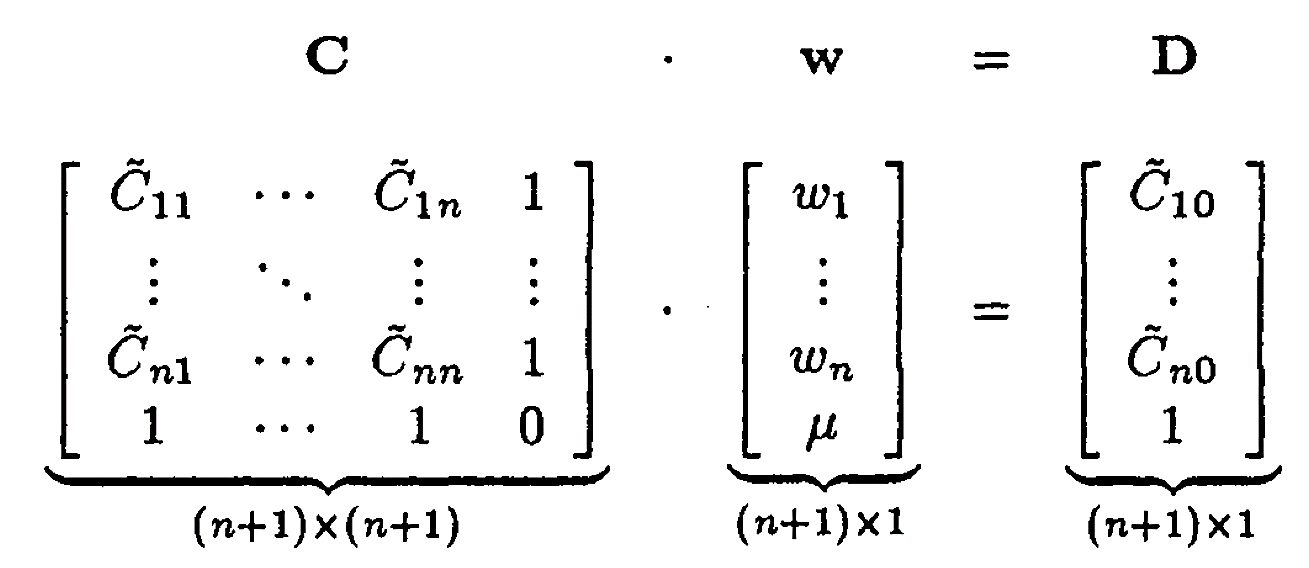 C · w = D
C̃₁₁ ⋯ C̃₁ₙ 1 w₁ C̃₁₀
⋮ ⋱ ⋮ ⋮ ⋮ ⋮
· =
C̃ₙ₁ ⋯ C̃ₙₙ 1 wₙ C̃ₙ₀
1 ⋯ 1 0 μ 1
(n+1)×(n+1) (n+1)×1 (n+1)×1